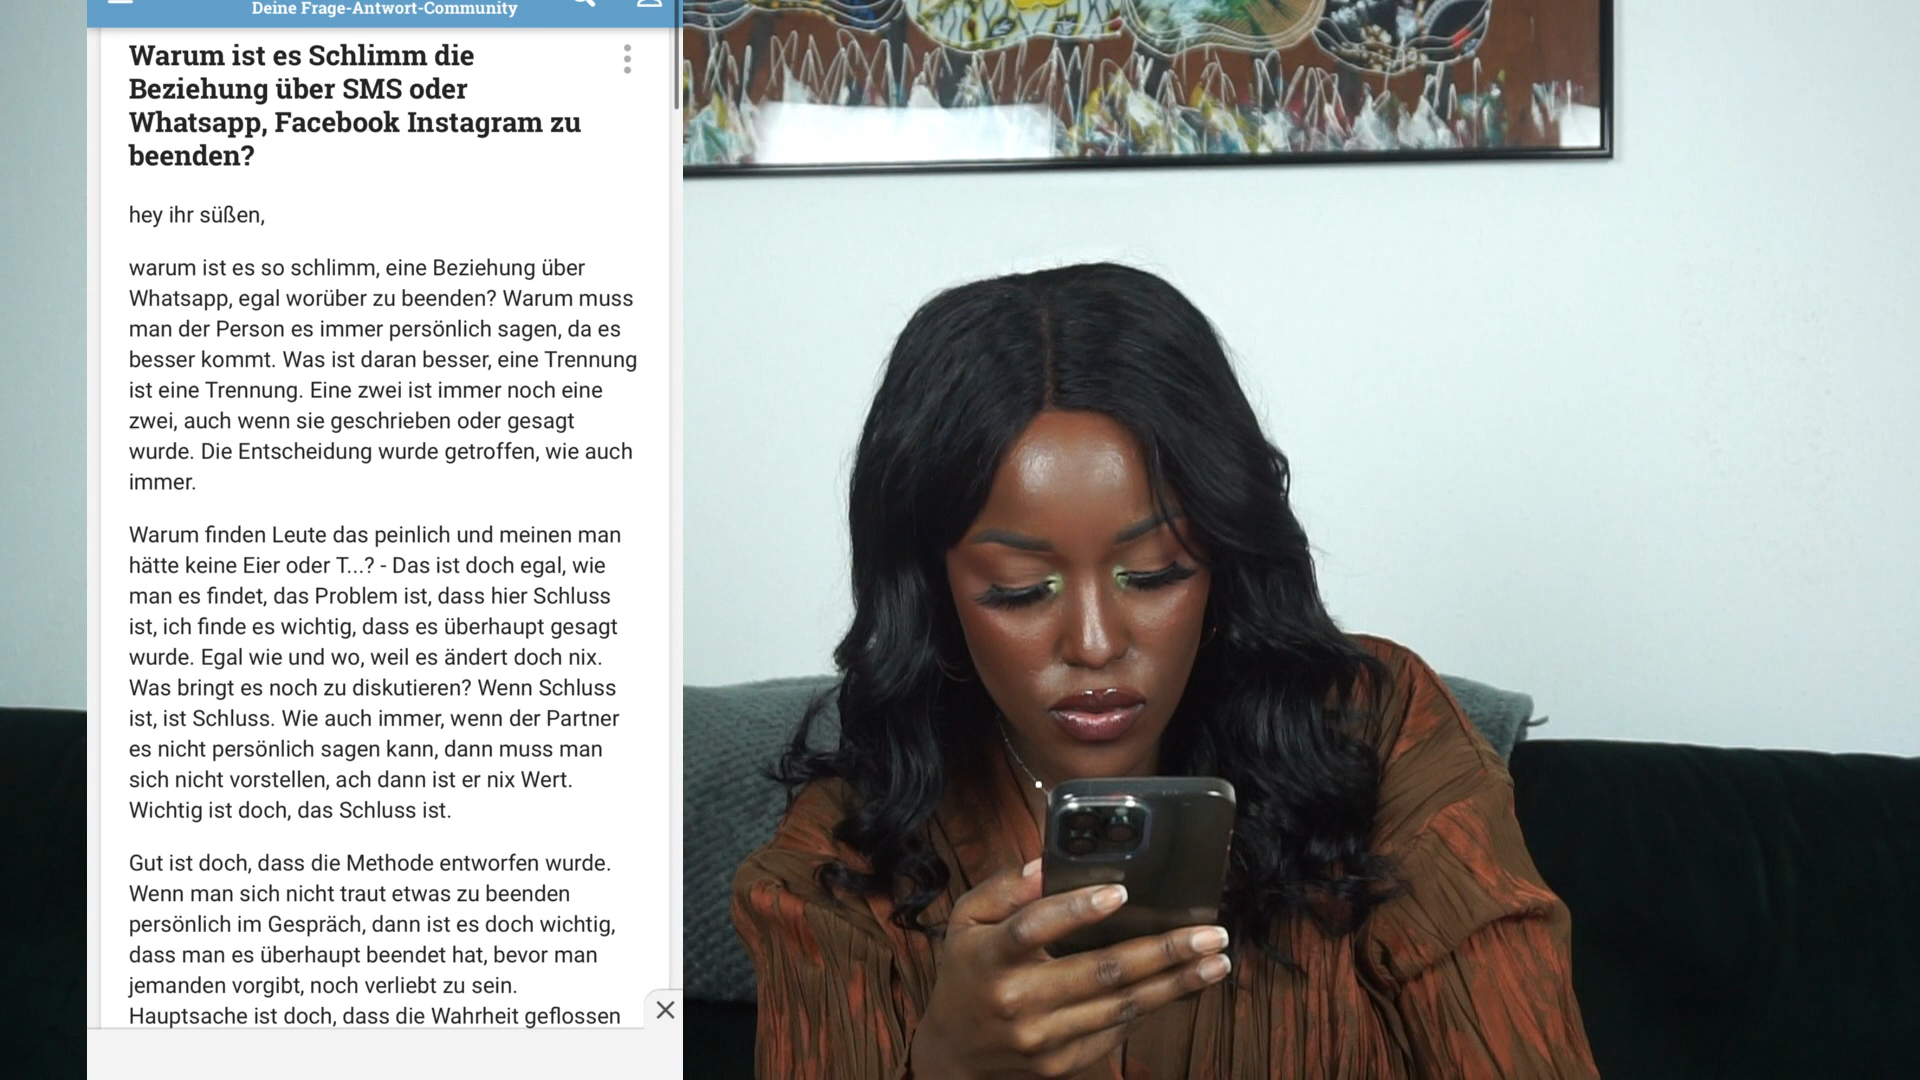 Deine Frage-Antwort-Community
Warum ist es Schlimm die
Beziehung über SMS oder
Whatsapp, Facebook Instagram zu
beenden?
hey ihr süßen,
warum ist es so schlimm, eine Beziehung über
Whatsapp, egal worüber zu beenden? Warum muss
man der Person es immer persönlich sagen, da es
besser kommt. Was ist daran besser, eine Trennung
ist eine Trennung. Eine zwei ist immer noch eine
zwei, auch wenn sie geschrieben oder gesagt
wurde. Die Entscheidung wurde getroffen, wie auch
immer.
Warum finden Leute das peinlich und meinen man
hätte keine Eier oder T...? - Das ist doch egal, wie
man es findet, das Problem ist, dass hier Schluss
ist, ich finde es wichtig, dass es überhaupt gesagt
wurde. Egal wie und wo, weil es ändert doch nix.
Was bringt es noch zu diskutieren? Wenn Schluss
ist, ist Schluss. Wie auch immer, wenn der Partner
es nicht persönlich sagen kann, dann muss man
sich nicht vorstellen, ach dann ist er nix Wert.
Wichtig ist doch, das Schluss ist.
Gut ist doch, dass die Methode entworfen wurde.
Wenn man sich nicht traut etwas zu beenden
persönlich im Gespräch, dann ist es doch wichtig,
dass man es überhaupt beendet hat, bevor man
jemanden vorgibt, noch verliebt zu sein.
Hauptsache ist doch, dass die Wahrheit geflossen